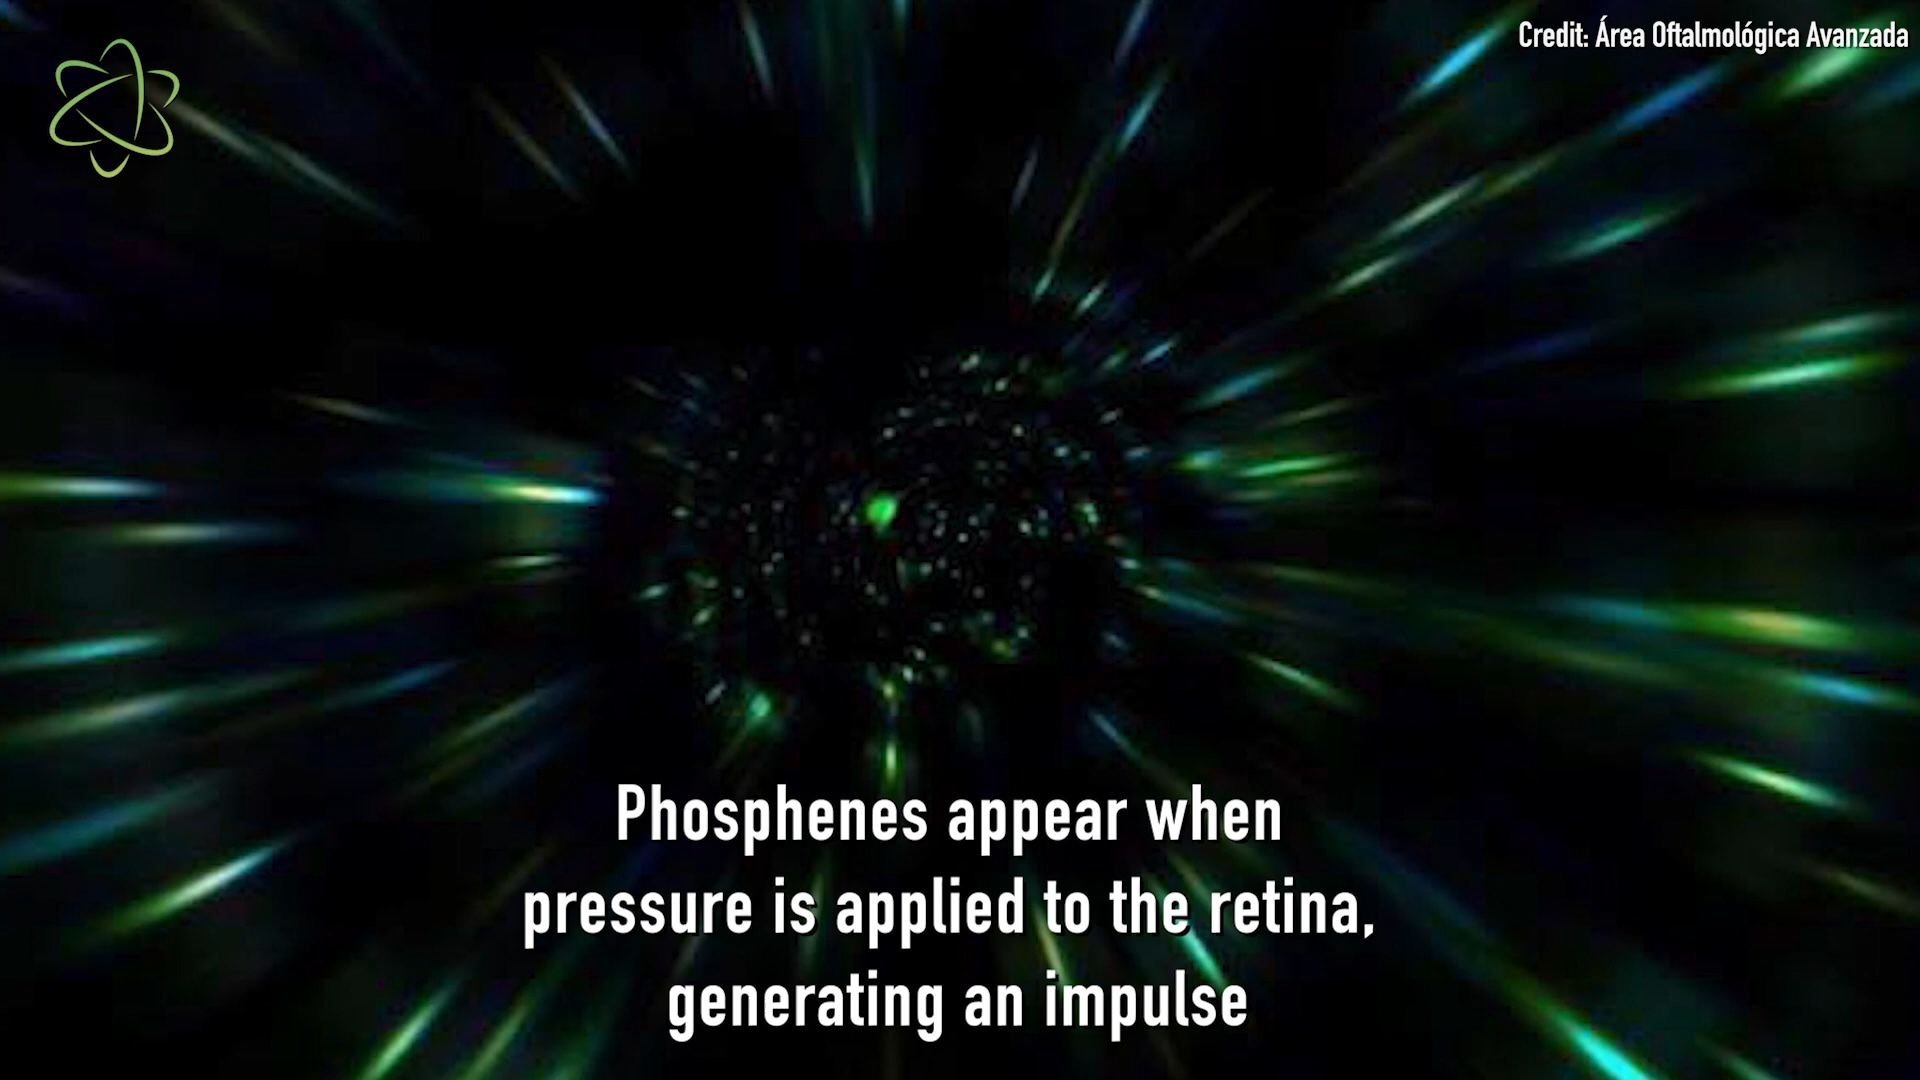 Credit: Área Oftalmológica Avanzada
Phosphenes appear when
pressure is applied to the retina,
generating an impulse